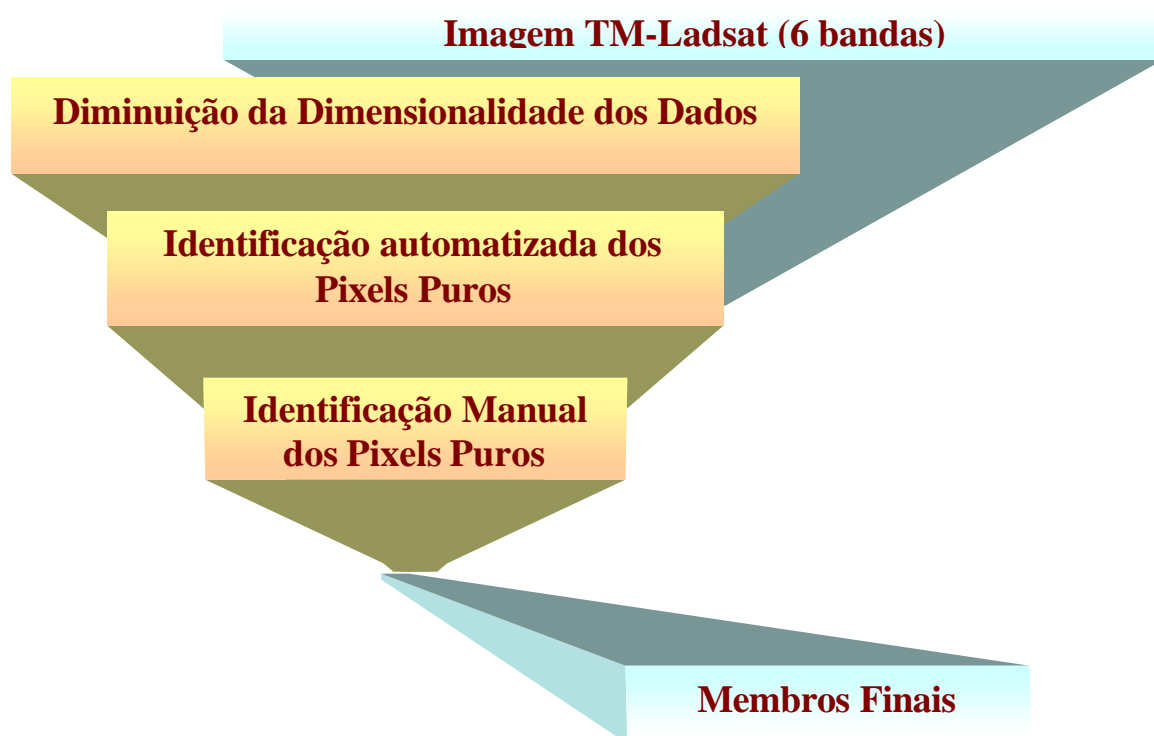 Imagem TM-Ladsat (6 bandas)
Diminuição da Dimensionalidade dos Dados
Identificação automatizada dos
Pixels Puros
Identificação Manual
dos Pixels Puros
Membros Finais